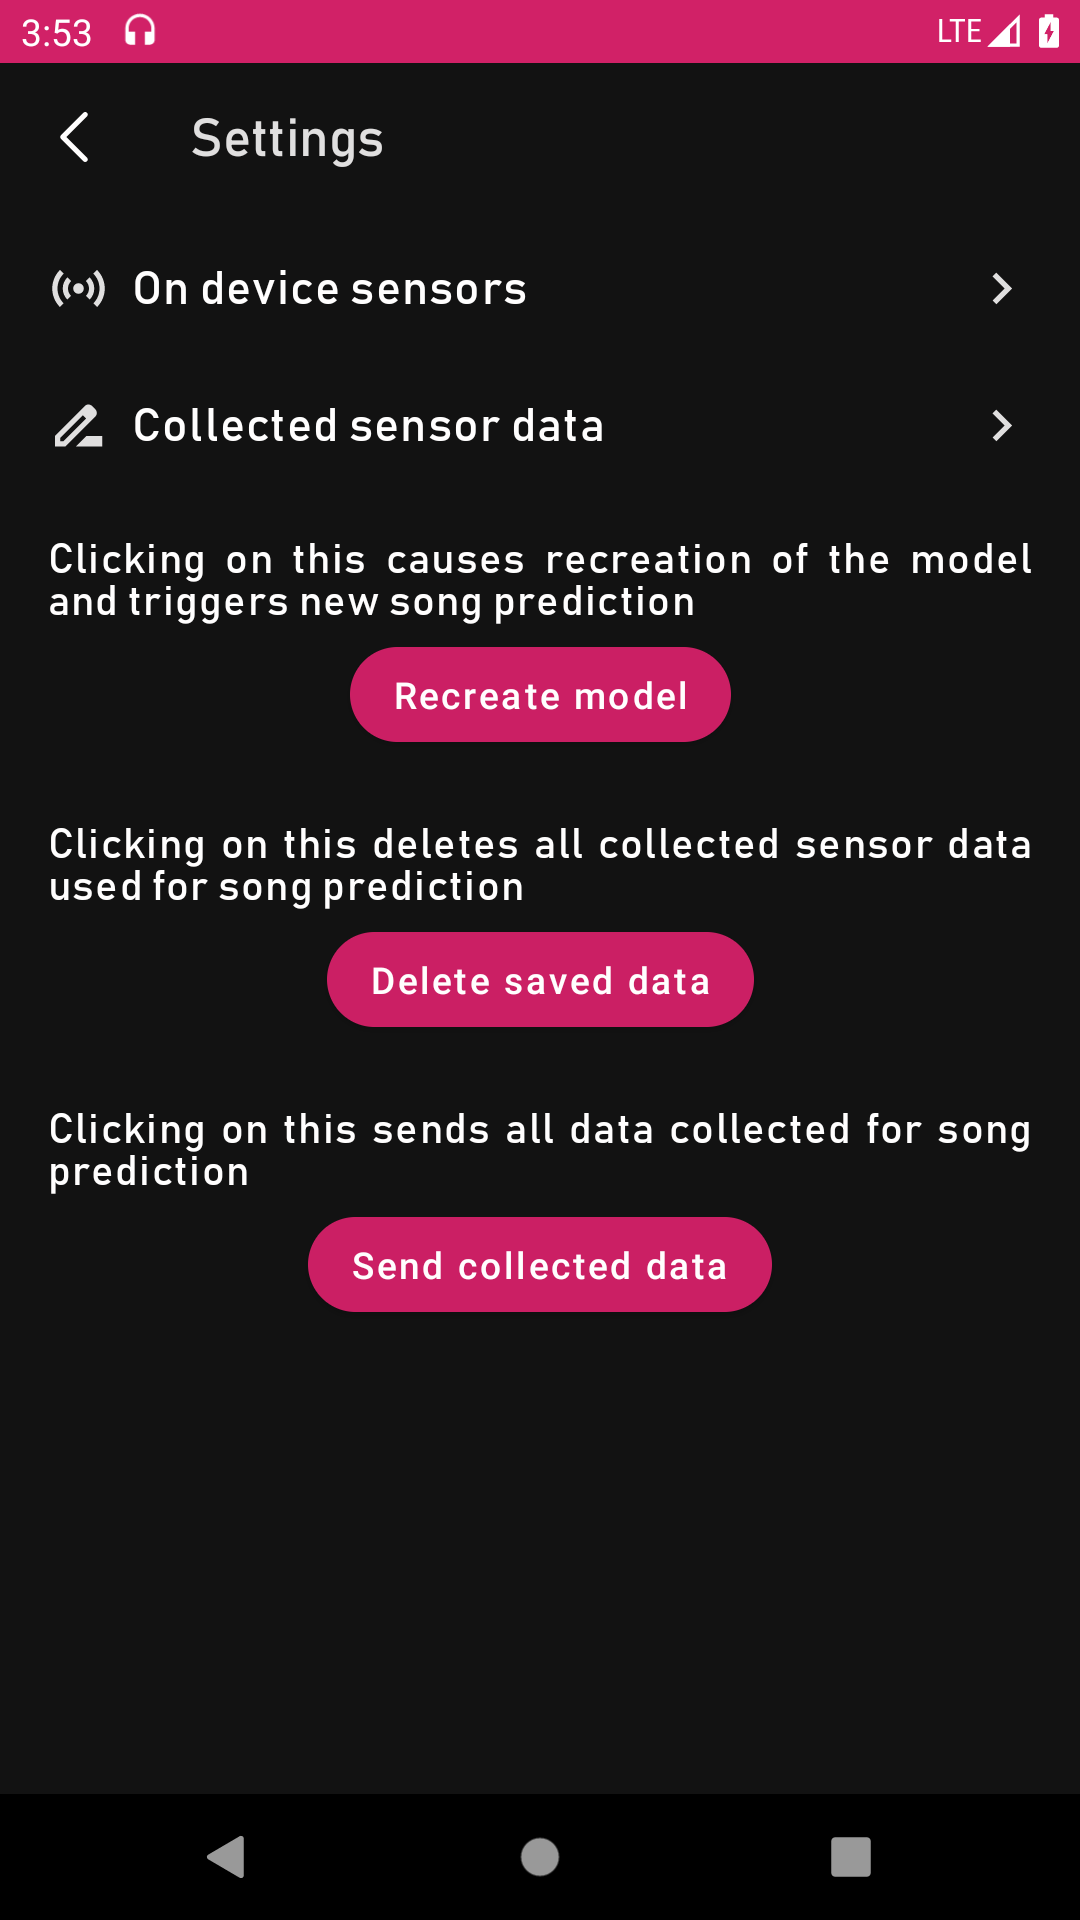 3:53 LTE
Settings
On device sensors
Collected sensor data
Clicking on this causes recreation of the model
and triggers new song prediction
Recreate model
Clicking on this deletes all collected sensor data
used for song prediction
Delete saved data
Clicking on this sends all data collected for song
prediction
Send collected data